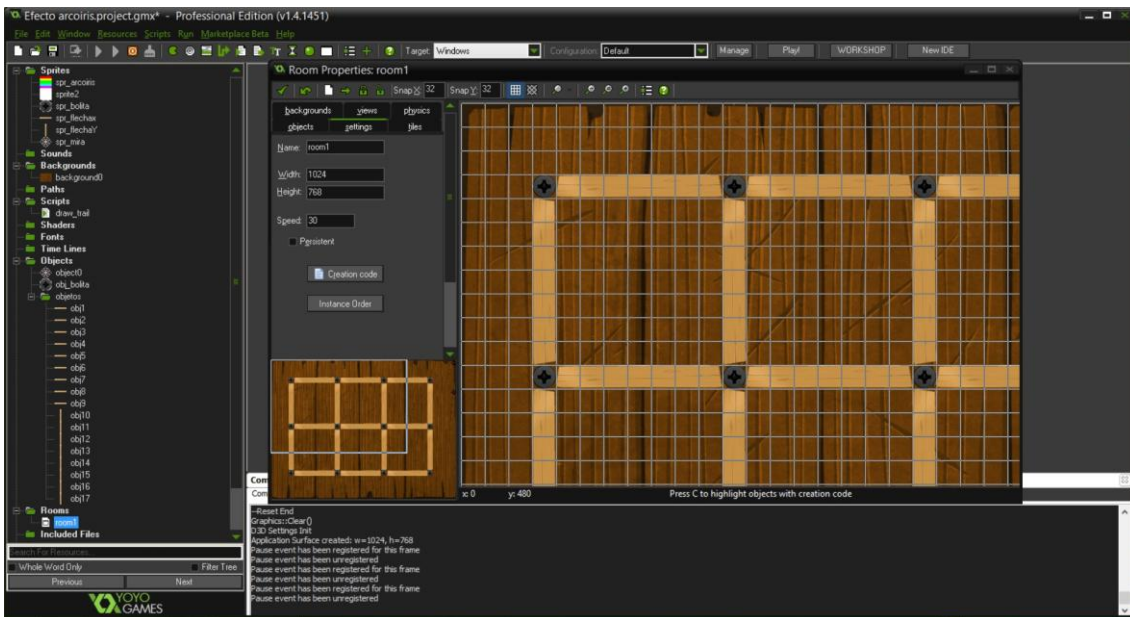 Efecto arcoiris.project.gmx* - Professional Edition (v1.4.1451)
File Edit Window Resources Scripts Run Marketplace Beta Help
Target: Windows Configuration: Default Manage Play! WORKSHOP New IDE
Sprites
spr_arcoiris
sprite2
spr_bolita
spr_flechax
spr_flechaY
spr_mira
Sounds
Backgrounds
background0
Paths
Scripts
draw_trail
Shaders
Fonts
Time Lines
Objects
object0
obj_bolita
objetos
obj1
obj2
obj3
obj4
obj5
obj6
obj7
obj8
obj9
obj10
obj11
obj12
obj13
obj14
obj15
obj16
obj17
Rooms
room1
Included Files
Search For Resources...
Whole Word Only Filter Tree
Previous Next
YOYO
GAMES
Room Properties: room1
Snap X: 32 Snap Y: 32
backgrounds views physics
objects settings tiles
Name: room1
Width: 1024
Height: 768
Speed: 30
Persistent
Creation code
Instance Order
x: 0 y: 480 Press C to highlight objects with creation code
Com
Com
--Reset End
Graphics::Clear()
D3D Settings Init
Application Surface created: w=1024, h=768
Pause event has been registered for this frame
Pause event has been unregistered
Pause event has been registered for this frame
Pause event has been unregistered
Pause event has been registered for this frame
Pause event has been unregistered